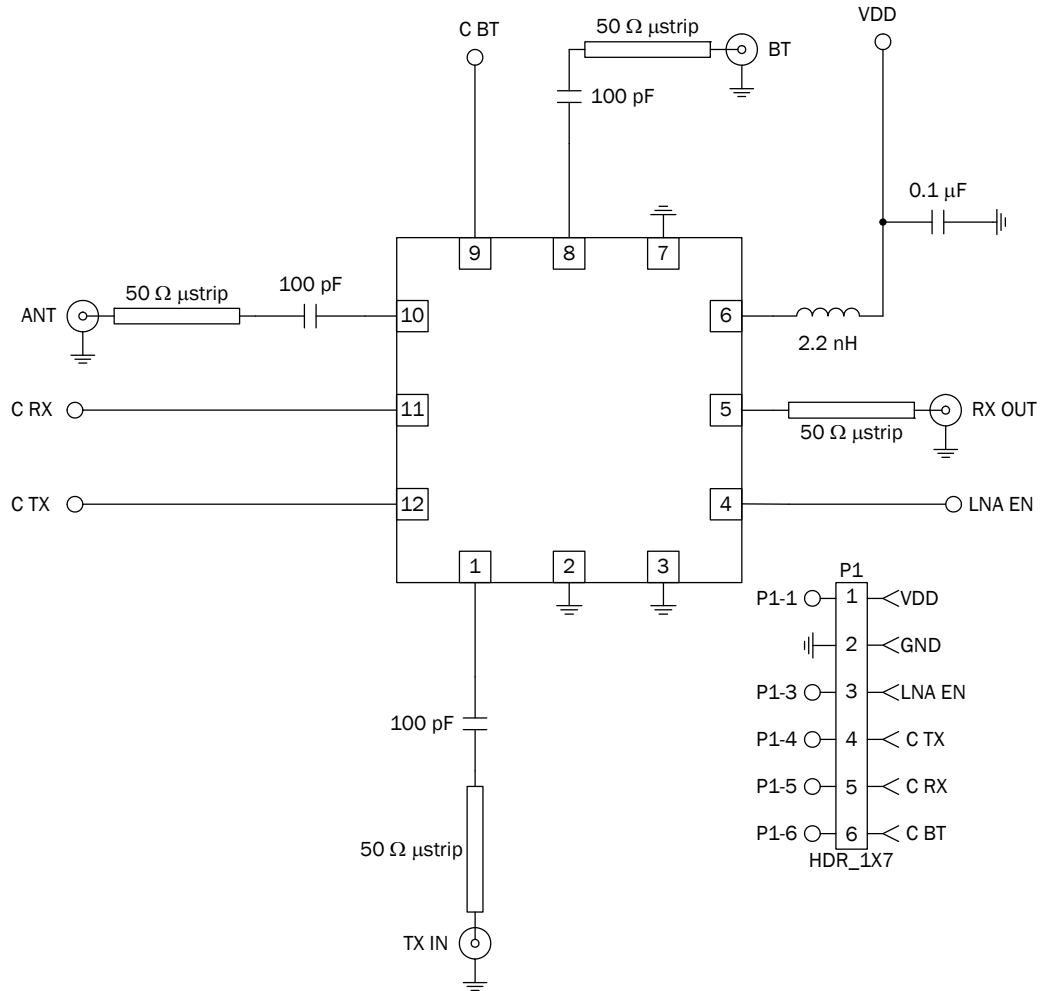 C BT
50 Ω µstrip
BT
VDD
100 pF
0.1 µF
9
8
7
ANT
50 Ω µstrip
100 pF
10
6
2.2 nH
C RX
11
5
50 Ω µstrip
RX OUT
C TX
12
4
LNA EN
1
2
3
P1
P1-1
1
VDD
2
GND
P1-3
3
LNA EN
100 pF
P1-4
4
C TX
P1-5
5
C RX
P1-6
6
C BT
50 Ω µstrip
HDR_1X7
TX IN